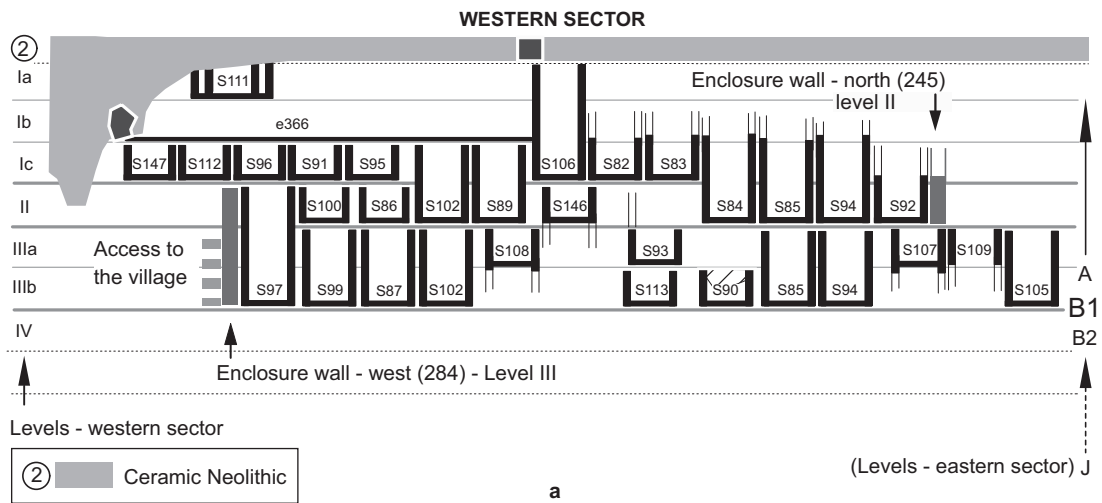 WESTERN SECTOR
2
Ia
S111
Enclosure wall - north (245)
level II
Ib
e366
Ic
S147 S112 S96 S91 S95 S106 S82 S83
II
S100 S86 S102 S89 S146 S84 S85 S94 S92
IIIa
Access to
the village
S108 S93 S107 S109
A
IIIb
S97 S99 S87 S102 S113 S90 S85 S94 S105
B1
IV
B2
Enclosure wall - west (284) - Level III
Levels - western sector
2 Ceramic Neolithic
(Levels - eastern sector) J
a